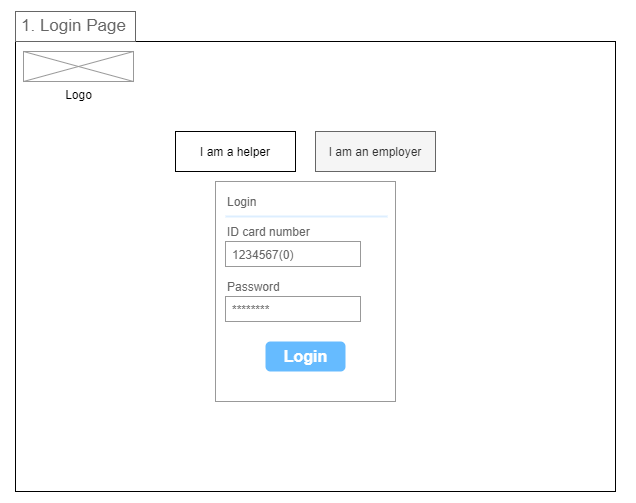 1. Login Page
Logo
I am a helper
I am an employer
Login
ID card number
1234567(0)
Password
********
Login